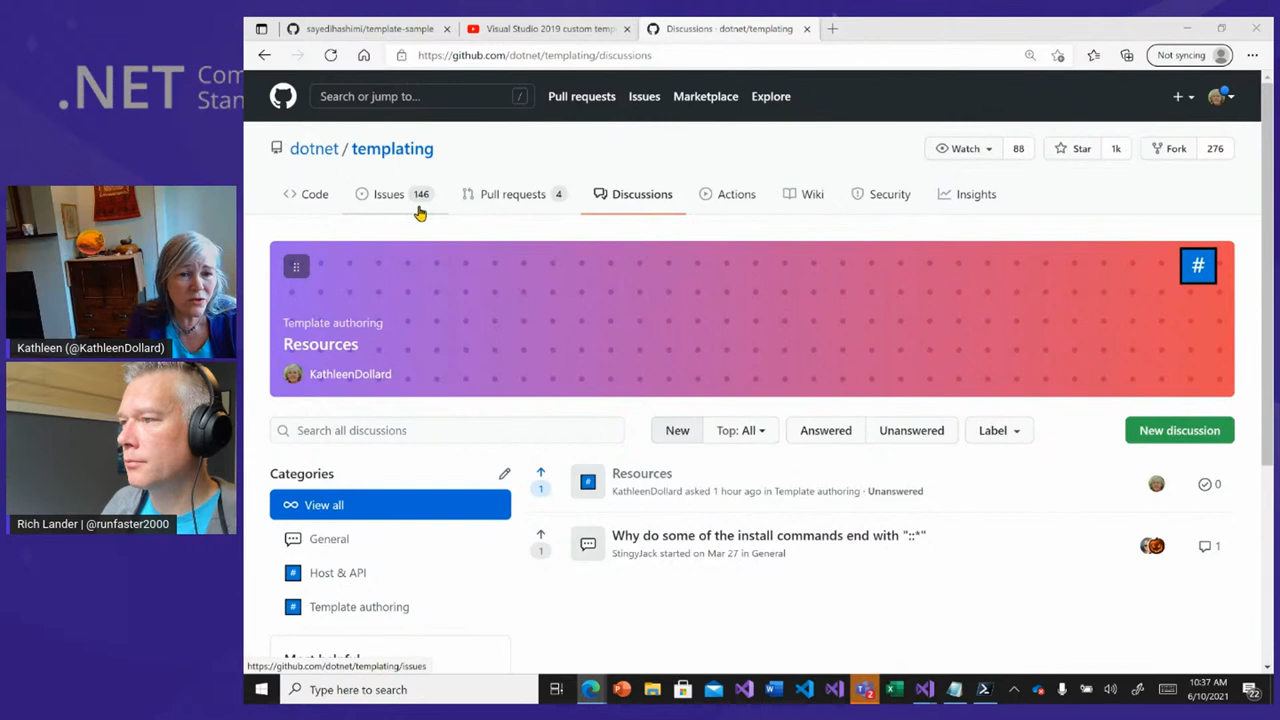 .NET Com
Stan
Kathleen (@KathleenDollard)
Rich Lander | @runfaster2000
sayedihashimi/template-sample
Visual Studio 2019 custom temp
Discussions · dotnet/templating
https://github.com/dotnet/templating/discussions
Not syncing
Search or jump to...
/
Pull requests
Issues
Marketplace
Explore
dotnet / templating
Watch
88
Star
1k
Fork
276
Code
Issues 146
Pull requests 4
Discussions
Actions
Wiki
Security
Insights
#
Template authoring
Resources
KathleenDollard
Search all discussions
New
Top: All
Answered
Unanswered
Label
New discussion
Categories
View all
General
# Host & API
# Template authoring
1
#
Resources
KathleenDollard asked 1 hour ago in Template authoring · Unanswered
0
1
Why do some of the install commands end with "::*"
StingyJack started on Mar 27 in General
1
Most helpful
https://github.com/dotnet/templating/issues
Type here to search
2
10:37 AM
6/10/2021
22